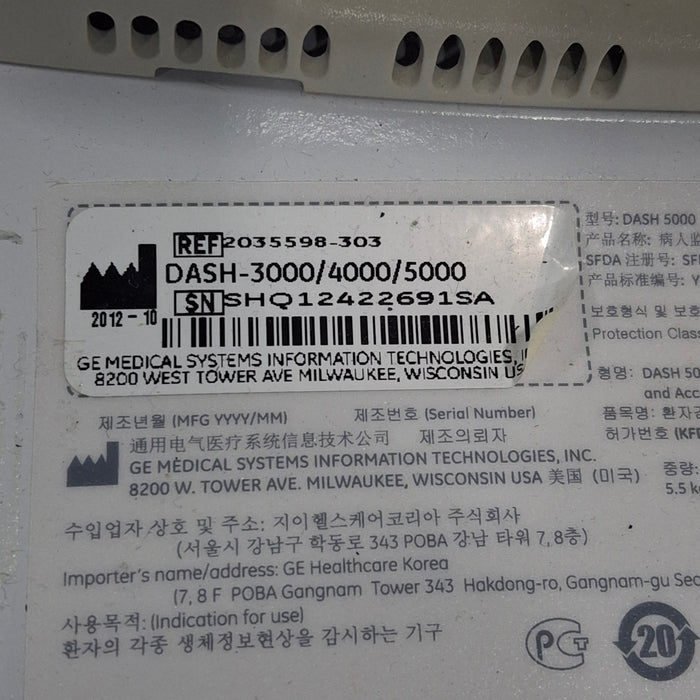 REF 2035598-303
DASH-3000/4000/5000
SN SHQ12422691SA
2012-10
GE MEDICAL SYSTEMS INFORMATION TECHNOLOGIES,
8200 WEST TOWER AVE MILWAUKEE, WISCONSIN US
型号: DASH 5000
产品名称: 病人监
SFDA 注册号: SF
产品标准编号: Y
보호형식 및 보호
Protection Class
형명: DASH 50
and Acc
품목명: 환자감
허가번호 (KFD
중량:
5.5 k
제조년월 (MFG YYYY/MM) 제조번호 (Serial Number)
通用电气医疗系统信息技术公司 제조의뢰자
GE MEDICAL SYSTEMS INFORMATION TECHNOLOGIES, INC.
8200 W. TOWER AVE. MILWAUKEE, WISCONSIN USA 美国 (미국)
수입업자 상호 및 주소: 지이헬스케어코리아 주식회사
(서울시 강남구 학동로 343 POBA 강남 타워 7, 8층)
Importer's name/address: GE Healthcare Korea
(7, 8 F POBA Gangnam Tower 343 Hakdong-ro, Gangnam-gu Seo
사용목적: (Indication for use)
환자의 각종 생체정보현상을 감시하는 기구
20